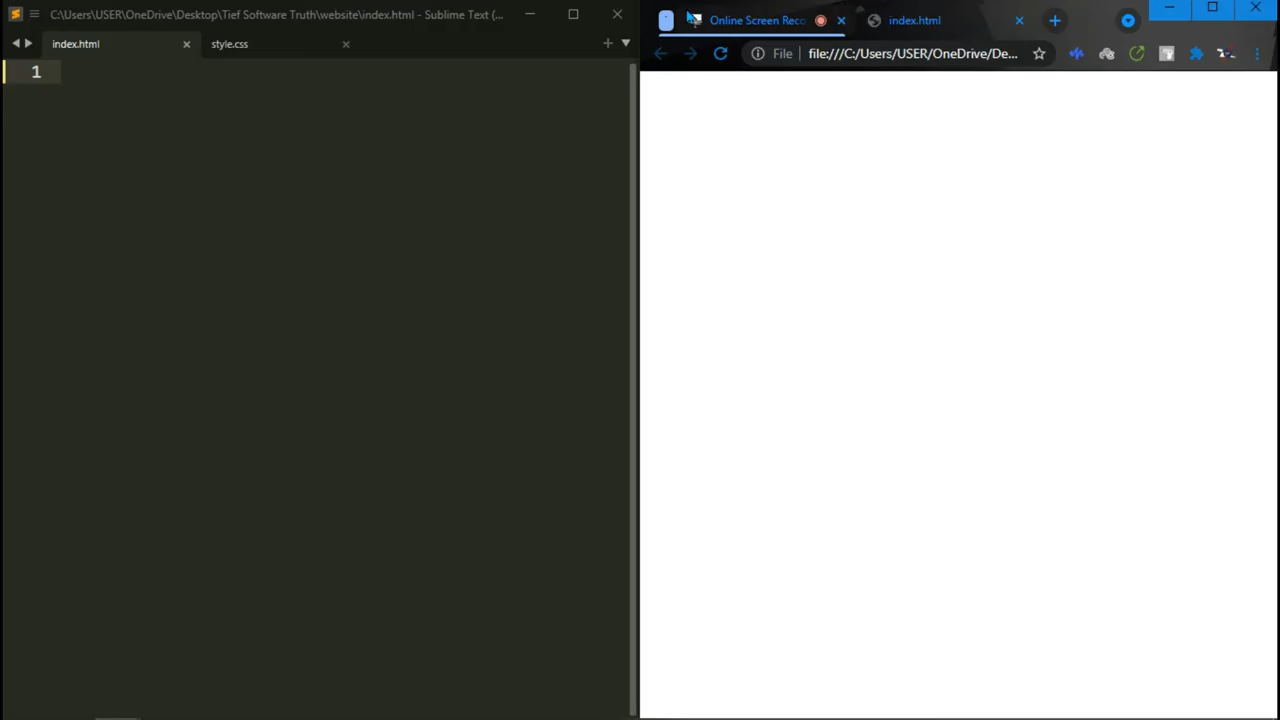 C:\Users\USER\OneDrive\Desktop\Tief Software Truth\website\index.html - Sublime Text (...
index.html
style.css
1
Online Screen Reco
index.html
File
file:///C:/Users/USER/OneDrive/De...